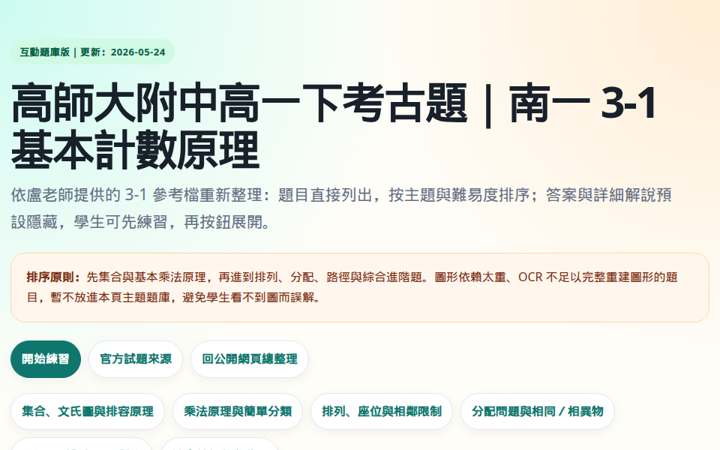 互動題庫版｜更新：2026-05-24
高師大附中高一下考古題｜南一 3-1
基本計數原理
依盧老師提供的 3-1 參考檔重新整理：題目直接列出，按主題與難易度排序；答案與詳細解說預
設隱藏，學生可先練習，再按鈕展開。
排序原則：先集合與基本乘法原理，再進到排列、分配、路徑與綜合進階題。圖形依賴太重、OCR 不足以完整重建圖形的題
目，暫不放進本頁主題題庫，避免學生看不到圖而誤解。
開始練習 官方試題來源 回公開網頁總整理
集合、文氏圖與排容原理 乘法原理與簡單分類 排列、座位與相鄰限制 分配問題與相同 / 相異物